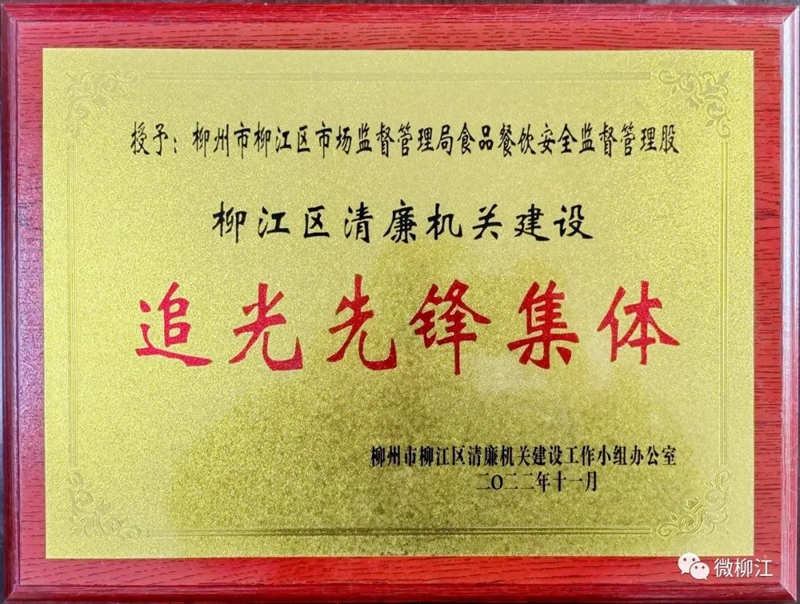 授予：柳州市柳江区市场监督管理局食品餐饮安全监督管理股
柳江区清廉机关建设
追光先锋集体
柳州市柳江区清廉机关建设工作小组办公室
二〇二二年十一月
微柳江